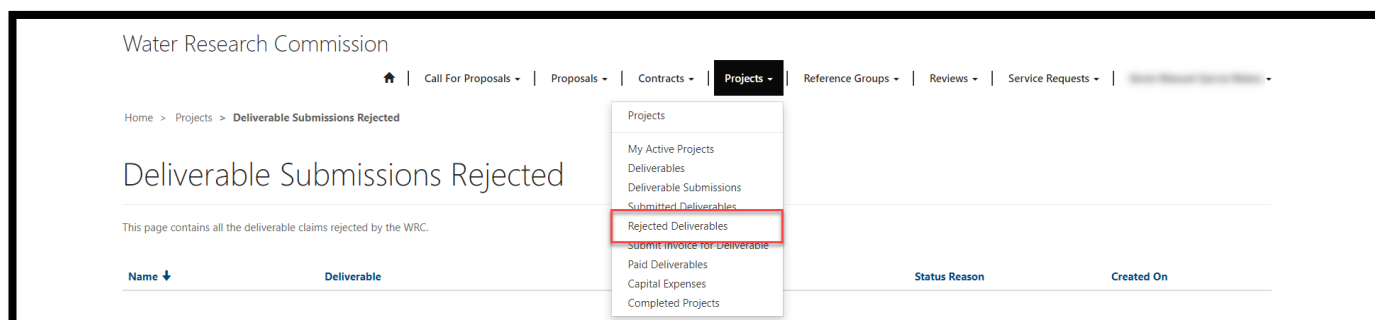 Water Research Commission
Call For Proposals | Proposals | Contracts | Projects | Reference Groups | Reviews | Service Requests |
Home > Projects > Deliverable Submissions Rejected
Projects
My Active Projects
Deliverables
Deliverable Submissions
Submitted Deliverables
Rejected Deliverables
Submit Invoice for Deliverable
Paid Deliverables
Capital Expenses
Completed Projects
Deliverable Submissions Rejected
This page contains all the deliverable claims rejected by the WRC.
Name Deliverable Status Reason Created On